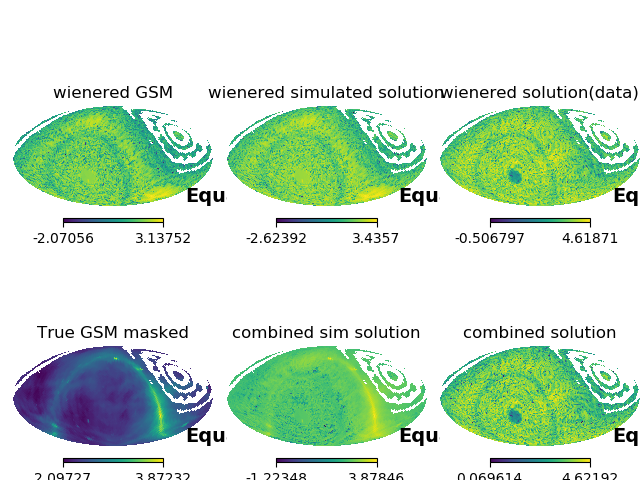 wienered GSM
wienered simulated solution
wienered solution(data)
Equ
Equ
Eq
-2.07056 3.13752
-2.62392 3.4357
-0.506797 4.61871
True GSM masked
combined sim solution
combined solution
Equ
Equ
Eq
2.09727 3.87232
-1.22348 3.87846
0.069614 4.62192